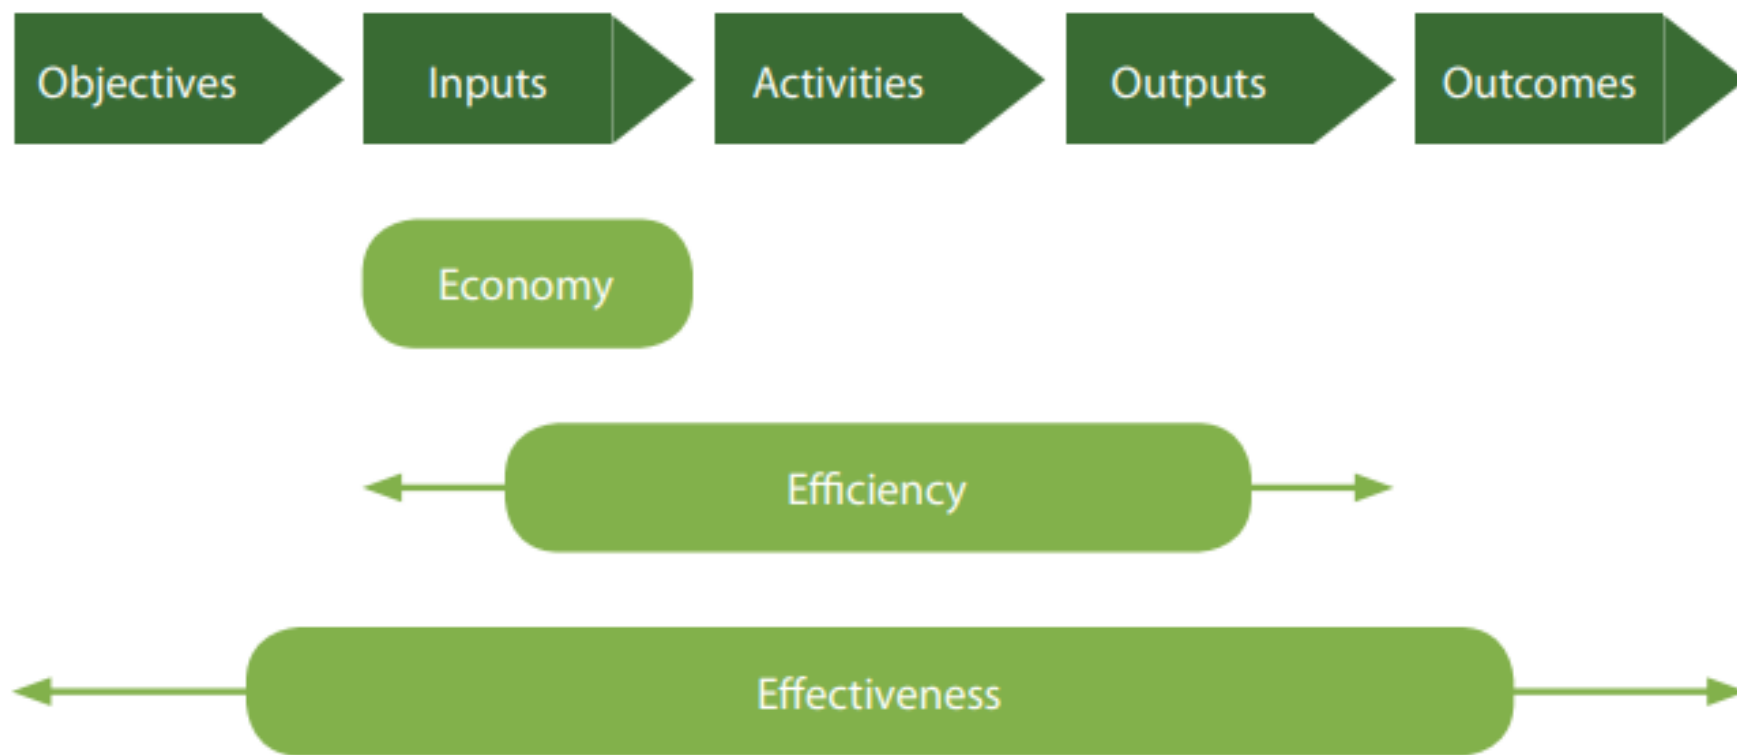 Objectives
Inputs
Activities
Outputs
Outcomes
Economy
Efficiency
Effectiveness